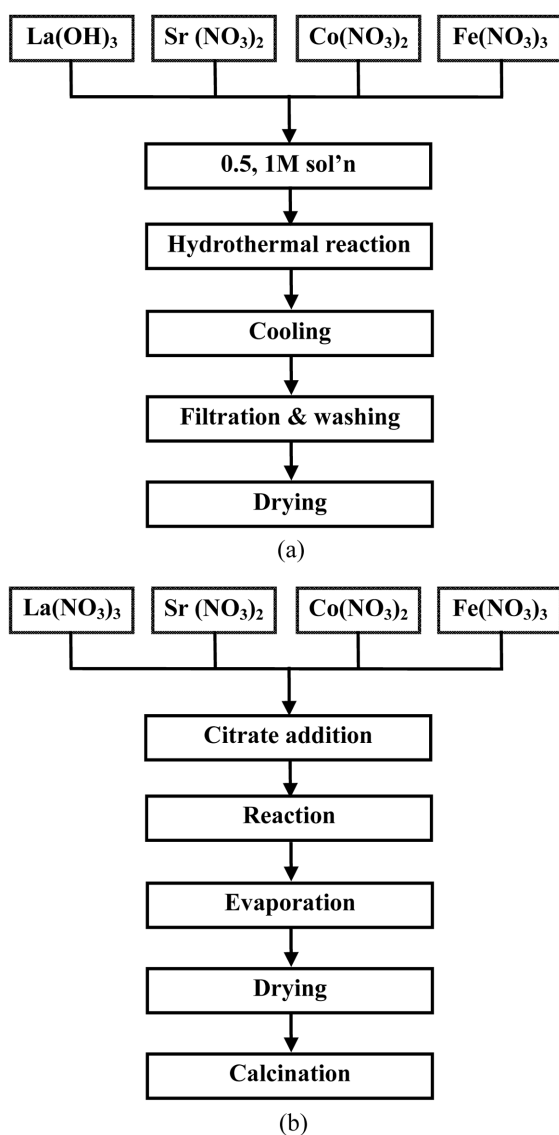 La(OH)₃ Sr (NO₃)₂ Co(NO₃)₂ Fe(NO₃)₃
0.5, 1M sol’n
Hydrothermal reaction
Cooling
Filtration & washing
Drying
(a)
La(NO₃)₃ Sr (NO₃)₂ Co(NO₃)₂ Fe(NO₃)₃
Citrate addition
Reaction
Evaporation
Drying
Calcination
(b)